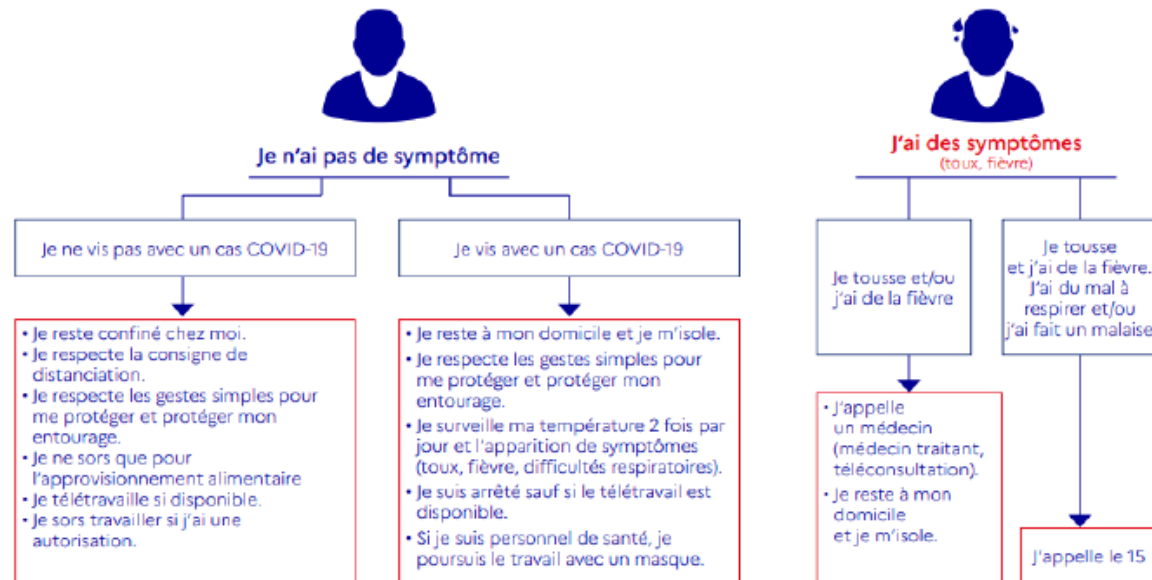 Je n'ai pas de symptôme
Je ne vis pas avec un cas COVID-19
• Je reste confiné chez moi.
• Je respecte la consigne de
distanciation.
• Je respecte les gestes simples pour
me protéger et protéger mon
entourage.
• Je ne sors que pour
l'approvisionnement alimentaire
• Je télétravaille si disponible.
• Je sors travailler si j'ai une
autorisation.
Je vis avec un cas COVID-19
• Je reste à mon domicile et je m'isole.
• Je respecte les gestes simples pour
me protéger et protéger mon
entourage.
• Je surveille ma température 2 fois par
jour et l'apparition de symptômes
(toux, fièvre, difficultés respiratoires).
• Je suis arrêté sauf si le télétravail est
disponible.
• Si je suis personnel de santé, je
poursuis le travail avec un masque.
J'ai des symptômes
(toux, fièvre)
Je tousse et/ou
j'ai de la fièvre
• J'appelle
un médecin
(médecin traitant,
téléconsultation).
• Je reste à mon
domicile
et je m'isole.
Je tousse
et j'ai de la fièvre.
J'ai du mal à
respirer et/ou
j'ai fait un malaise
J'appelle le 15